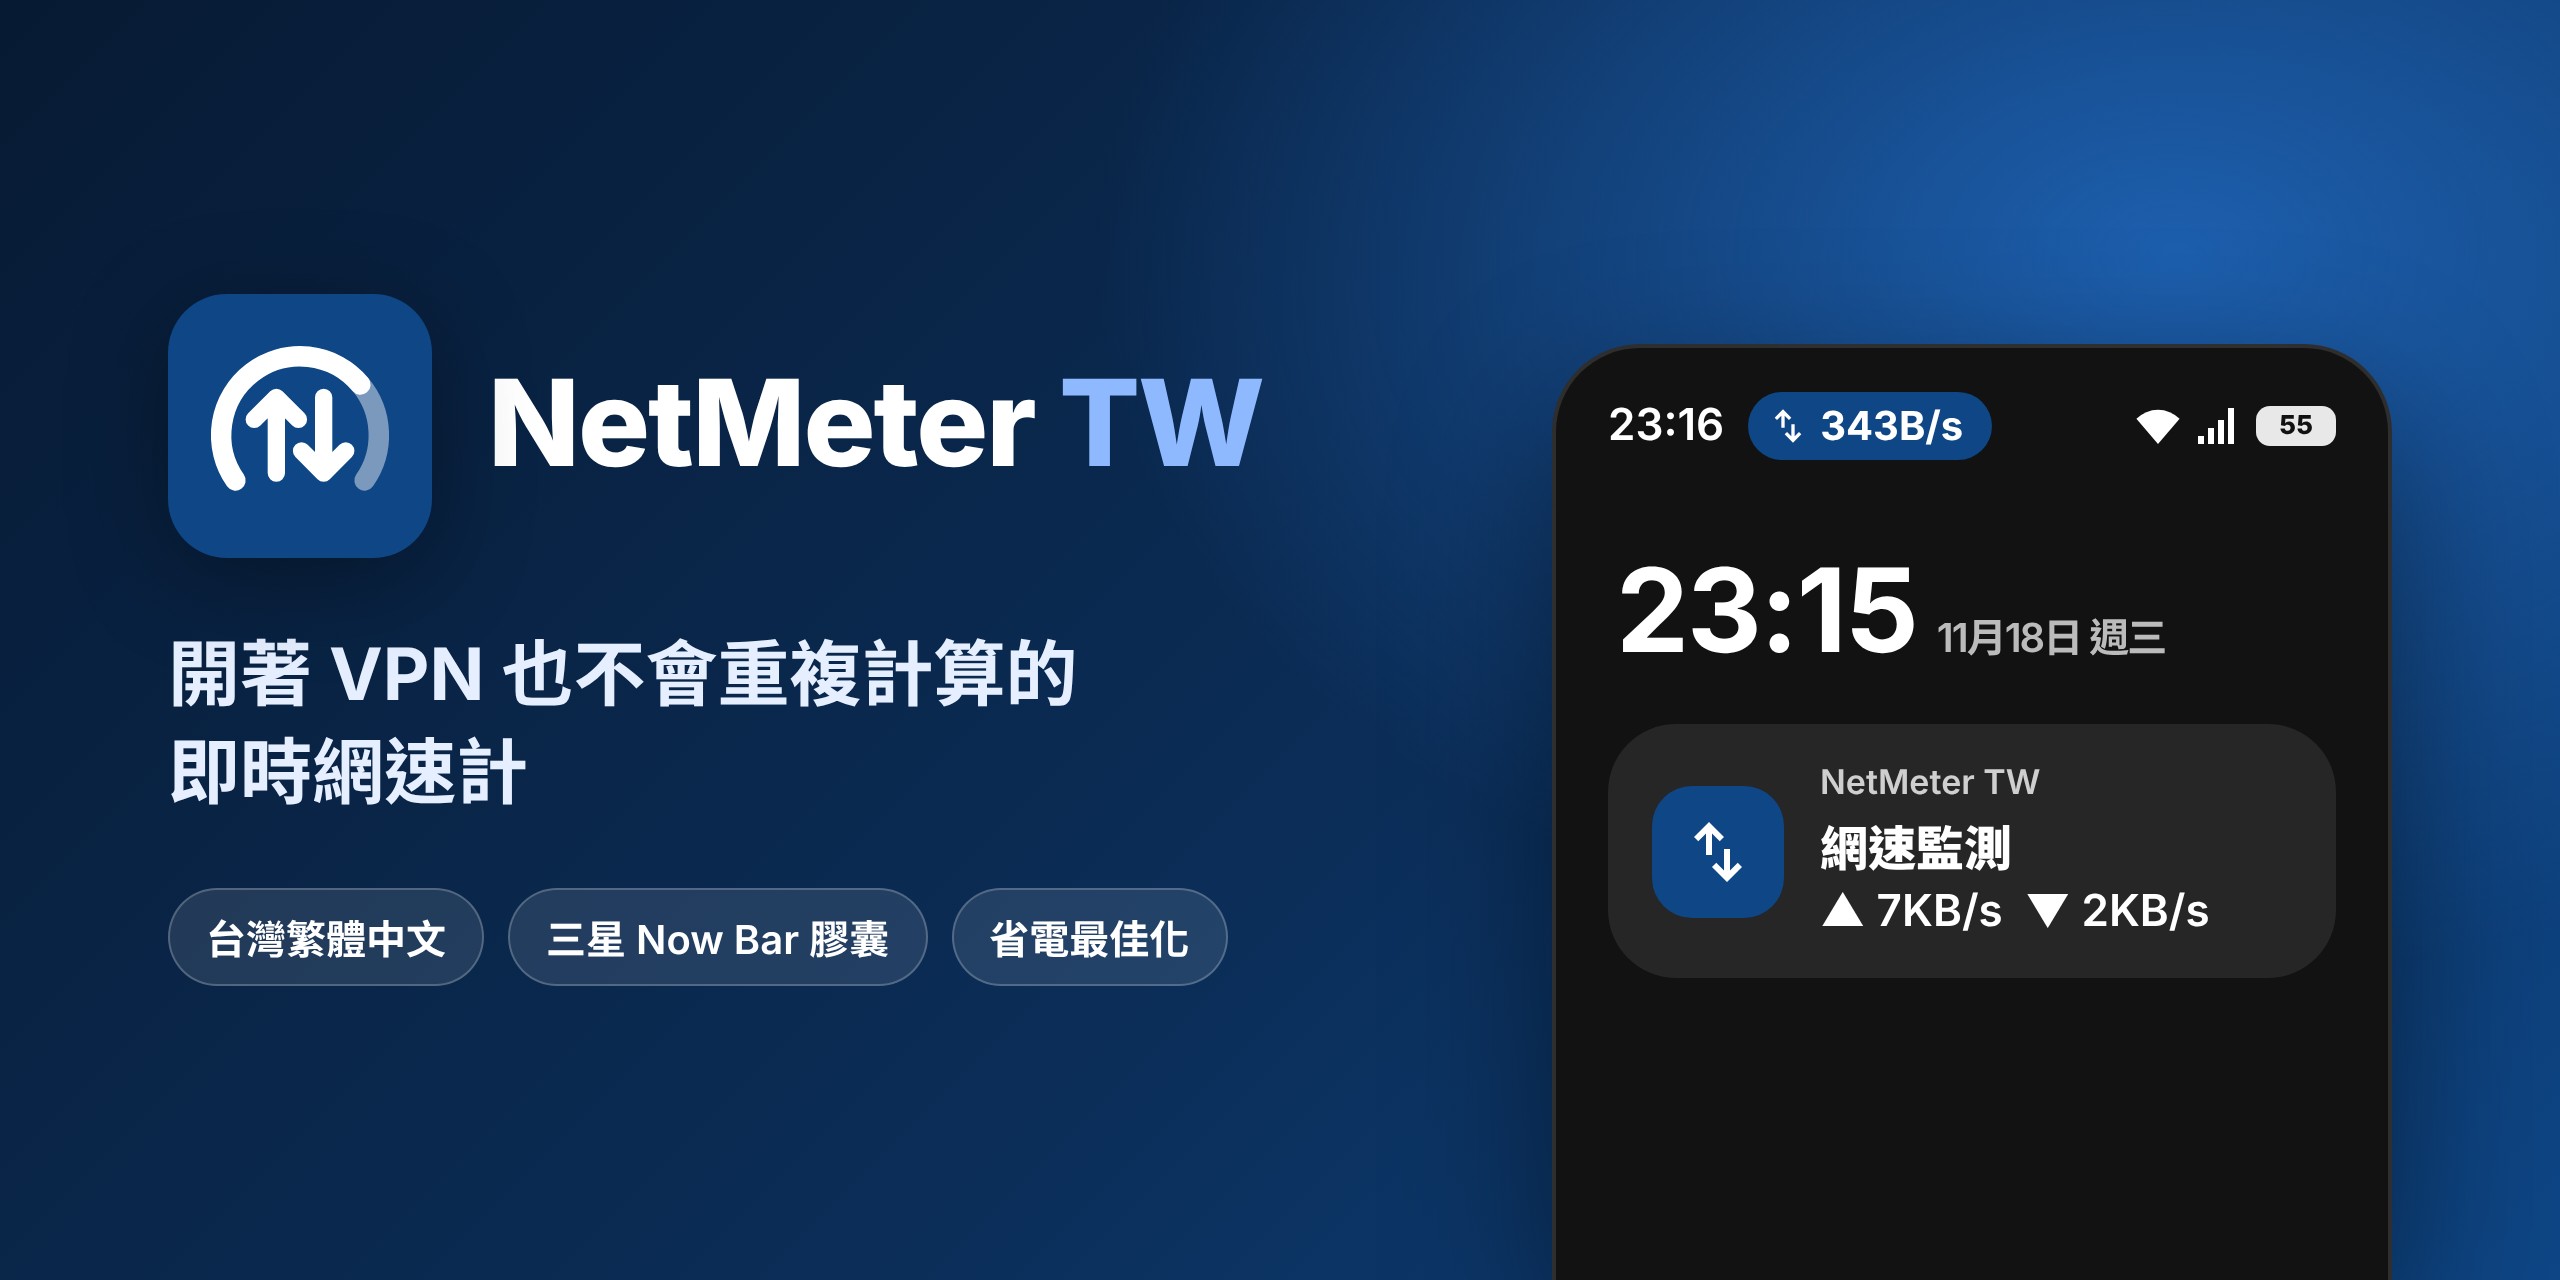 NetMeter TW
開著 VPN 也不會重複計算的
即時網速計
台灣繁體中文
三星 Now Bar 膠囊
省電最佳化
23:16
343B/s
55
23:15 11月18日 週三
NetMeter TW
網速監測
▲ 7KB/s ▼ 2KB/s